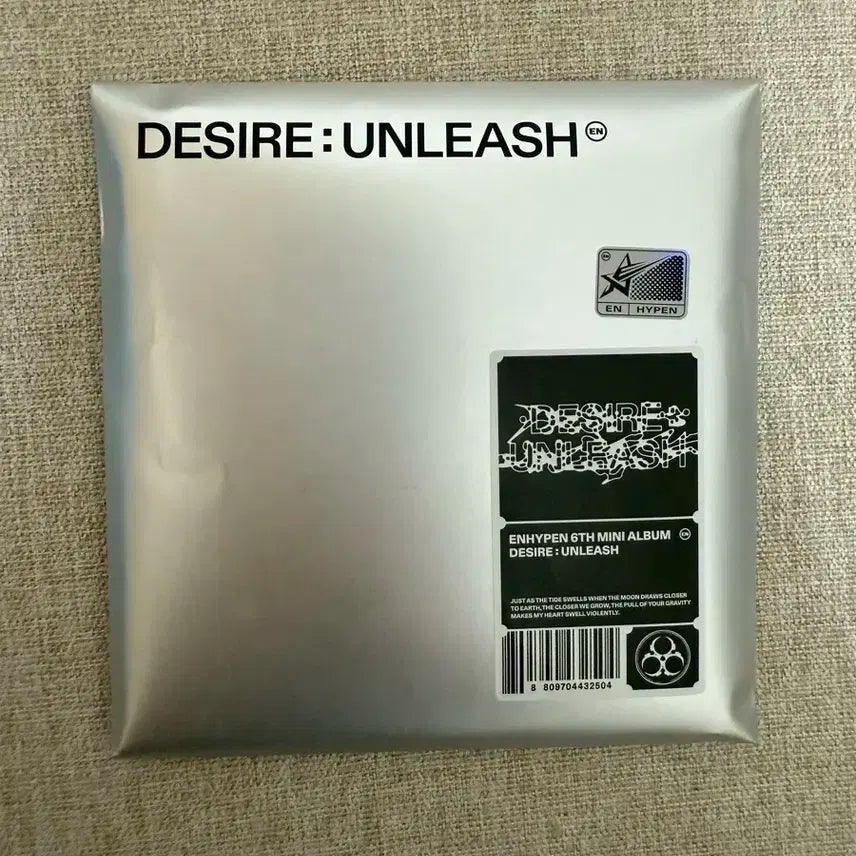 DESIRE : UNLEASH EN
EN
EN HYPEN
DESIRE :
UNLEASH
ENHYPEN 6TH MINI ALBUM EN
DESIRE : UNLEASH
JUST AS THE TIDE SWELLS WHEN THE MOON DRAWS CLOSER
TO EARTH, THE CLOSER WE GROW, THE PULL OF YOUR GRAVITY
MAKES MY HEART SWELL VIOLENTLY.
8 809704432504